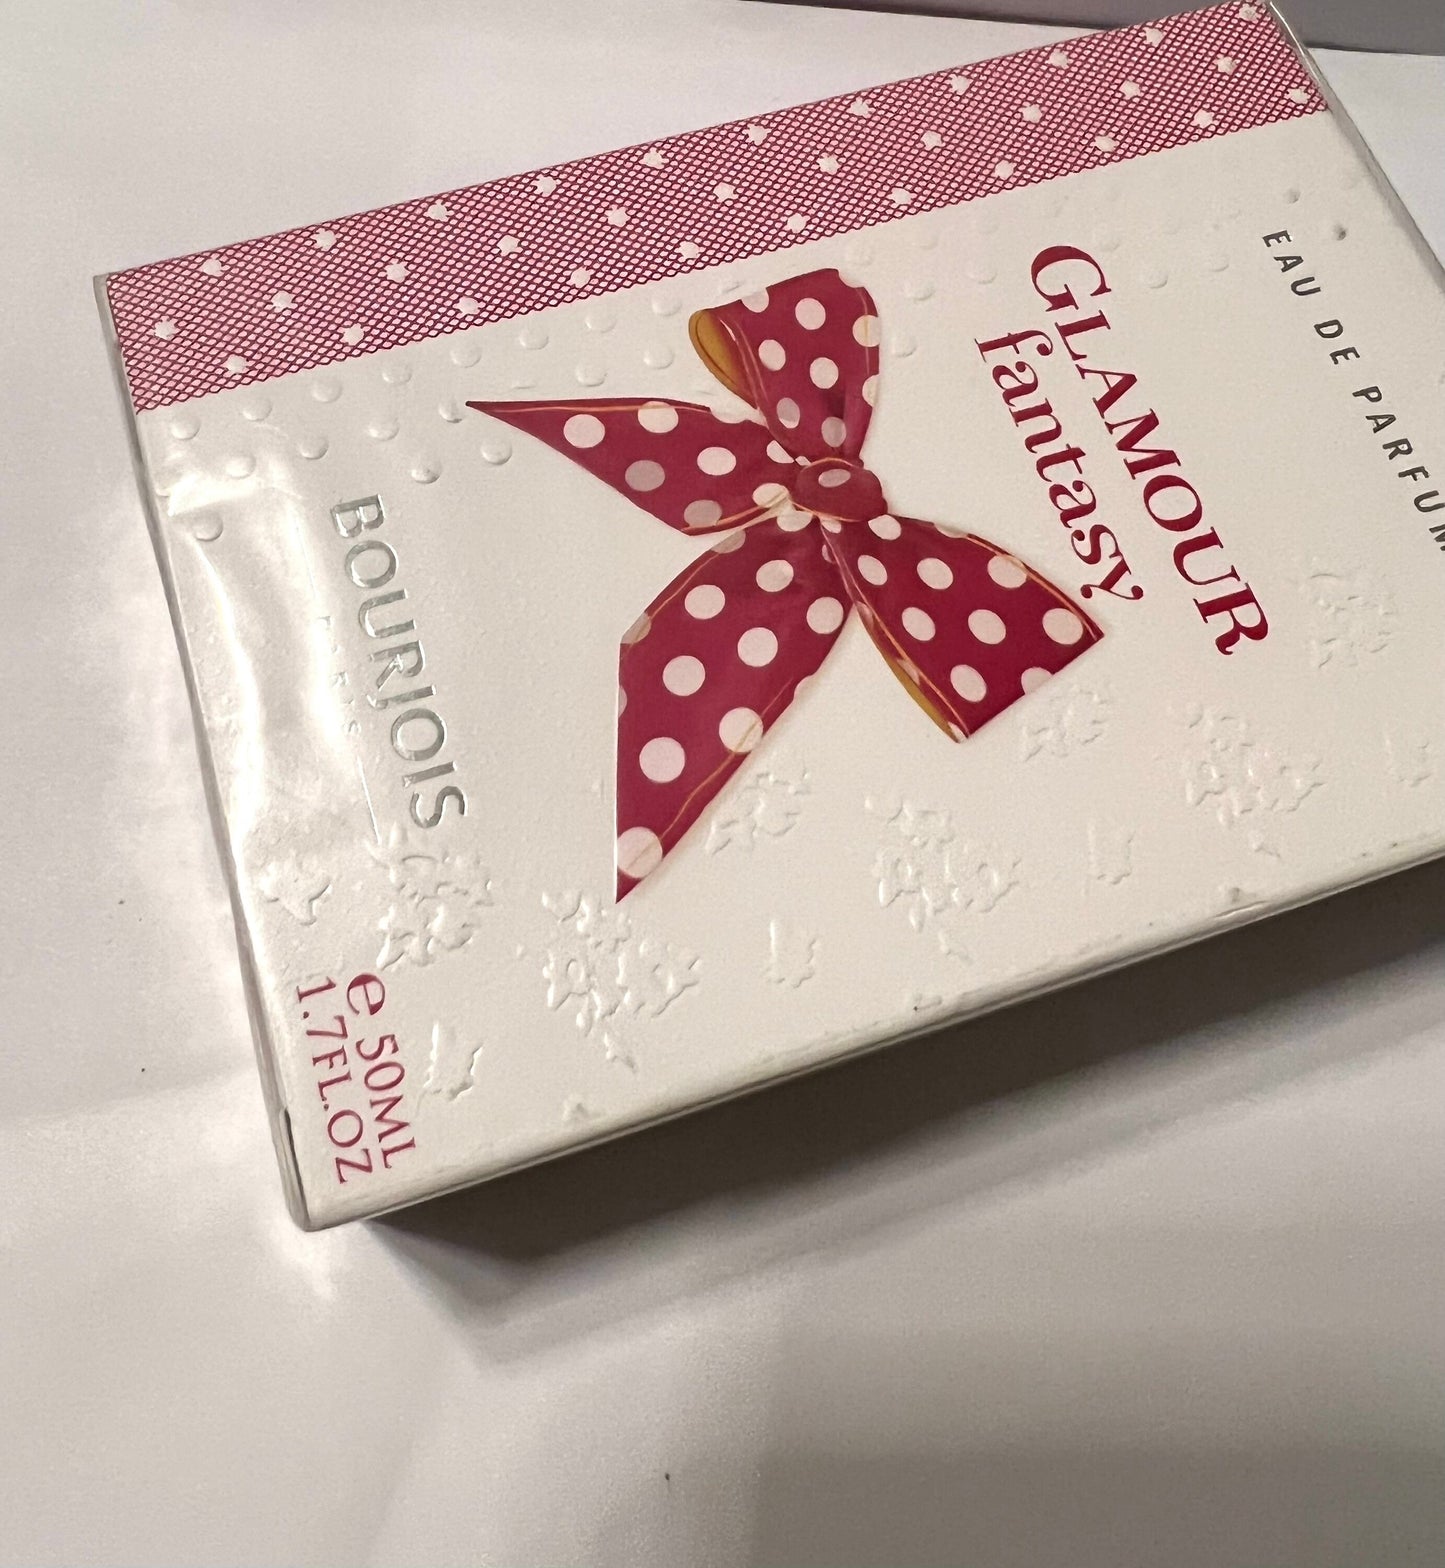 EAU DE PARFUM
GLAMOUR
fantasy
BOURJOIS
PARIS
e 50ML
1.7FL.OZ